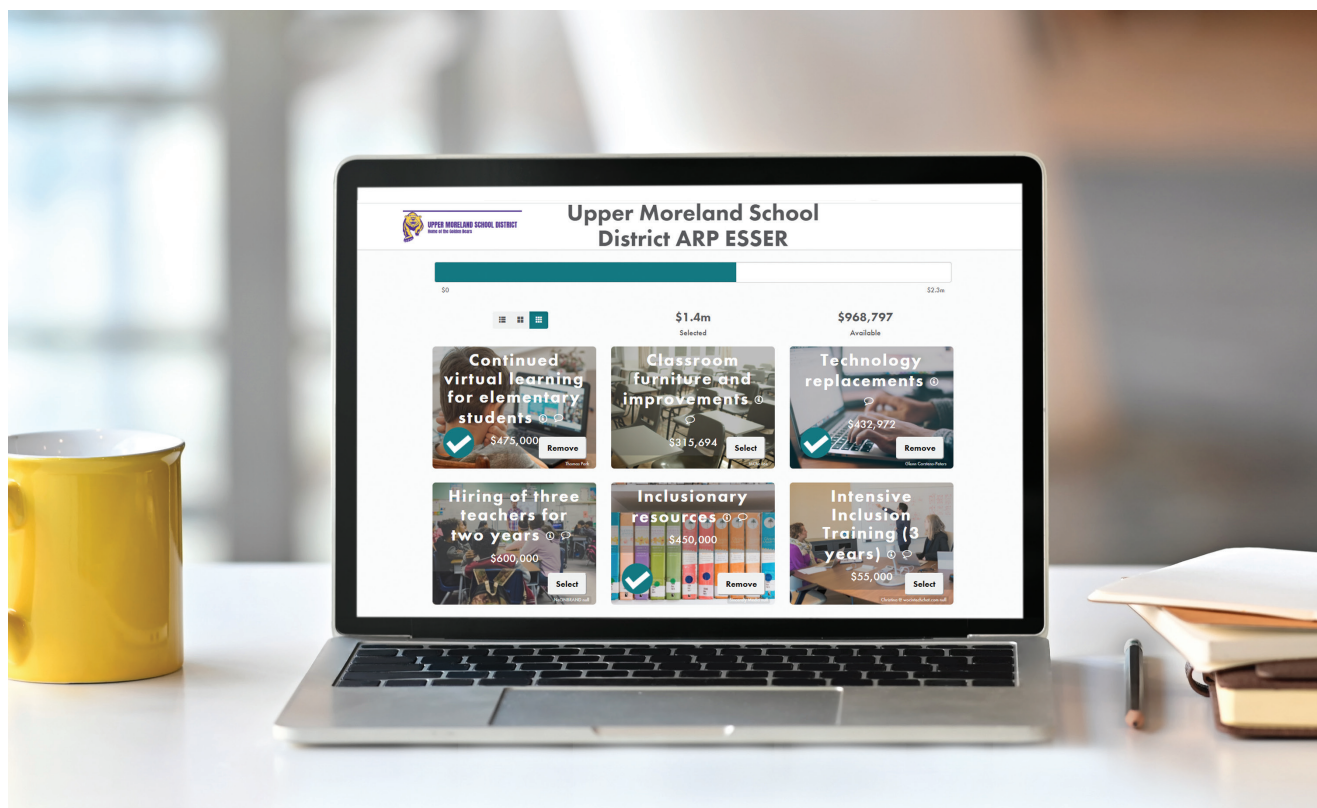 UPPER MORELAND SCHOOL DISTRICT
Home of the Golden Bears
Upper Moreland School
District ARP ESSER
$0
$2.3m
$1.4m
Selected
$968,797
Available
Continued
virtual learning
for elementary
students
$475,000
Remove
Thomas Park
Classroom
furniture and
improvements
$315,694
Select
Technology
replacements
$432,972
Remove
Hiring of three
teachers for
two years
$600,000
Select
Inclusionary
resources
$450,000
Remove
Intensive
Inclusion
Training (3
years)
$55,000
Select